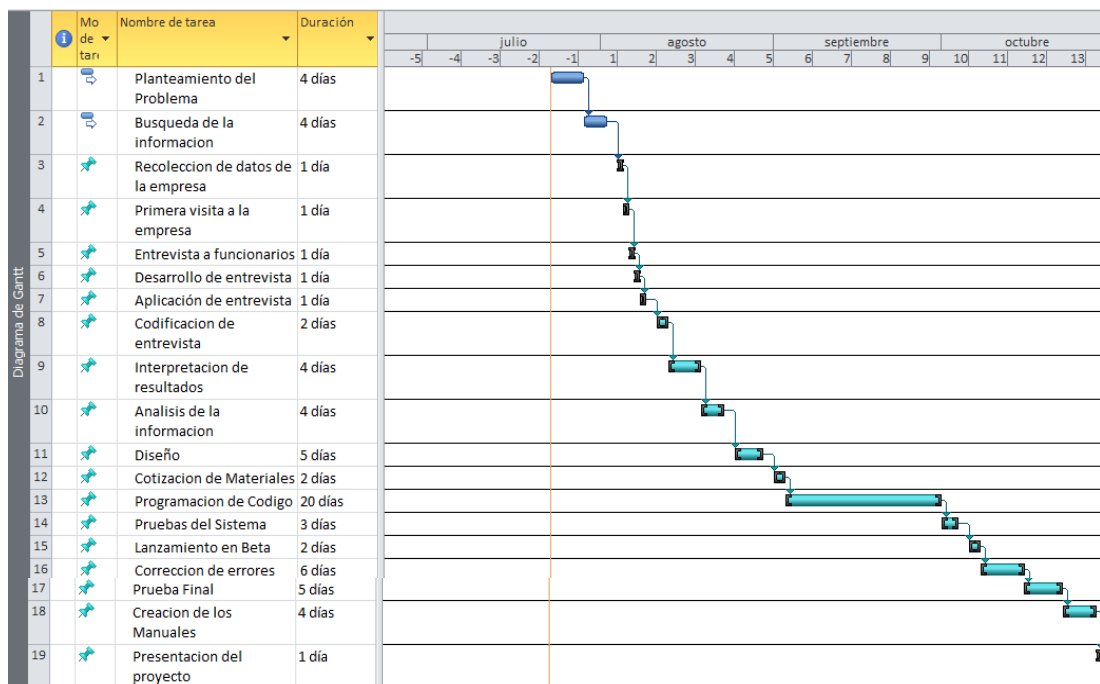 Diagrama de Gantt
Mo
de
tare
Nombre de tarea
Duración
julio agosto septiembre octubre
-5 -4 -3 -2 -1 1 2 3 4 5 6 7 8 9 10 11 12 13
1 Planteamiento del 4 días
Problema
2 Busqueda de la 4 días
informacion
3 Recoleccion de datos de 1 día
la empresa
4 Primera visita a la 1 día
empresa
5 Entrevista a funcionarios 1 día
6 Desarrollo de entrevista 1 día
7 Aplicación de entrevista 1 día
8 Codificacion de 2 días
entrevista
9 Interpretacion de 4 días
resultados
10 Analisis de la 4 días
informacion
11 Diseño 5 días
12 Cotizacion de Materiales 2 días
13 Programacion de Codigo 20 días
14 Pruebas del Sistema 3 días
15 Lanzamiento en Beta 2 días
16 Correccion de errores 6 días
17 Prueba Final 5 días
18 Creacion de los 4 días
Manuales
19 Presentacion del 1 día
proyecto